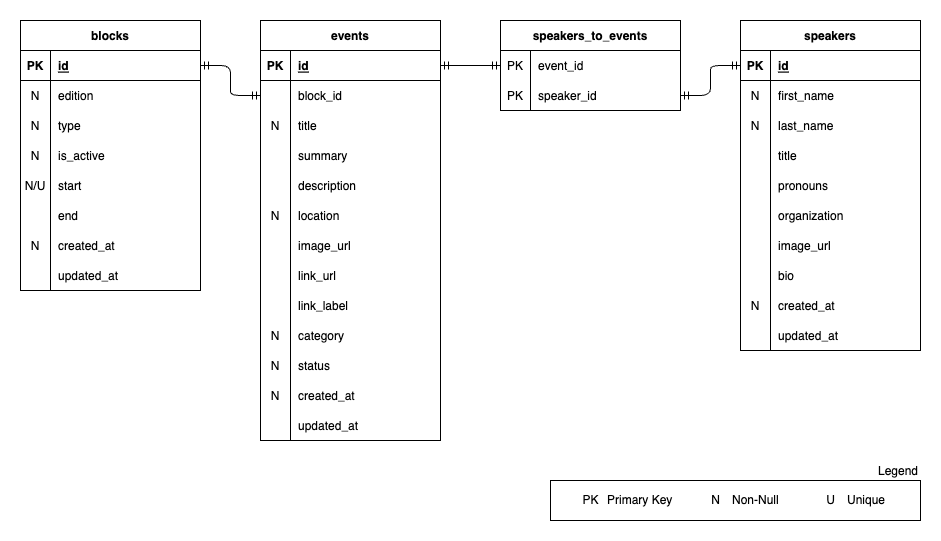 blocks
PK id
N edition
N type
N is_active
N/U start
end
N created_at
updated_at
events
PK id
block_id
N title
summary
description
N location
image_url
link_url
link_label
N category
N status
N created_at
updated_at
speakers_to_events
PK event_id
PK speaker_id
speakers
PK id
N first_name
N last_name
title
pronouns
organization
image_url
bio
N created_at
updated_at
Legend
PK Primary Key N Non-Null U Unique